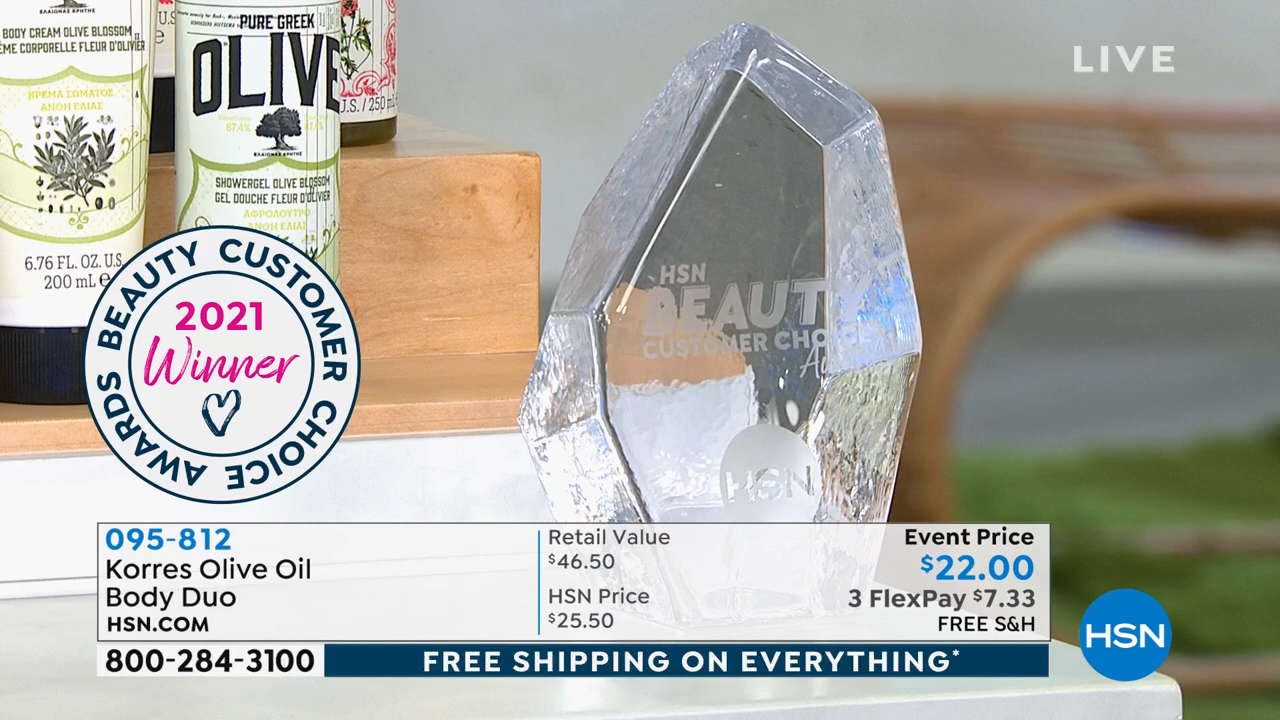 BODY CREAM OLIVE BLOSSOM
ÈME CORPORELLE FLEUR D'OLIVIER
ΚΡΕΜΑ ΣΩΜΑΤΟΣ
ΑΝΘΗ ΕΛΙΑΣ
6.76 FL. OZ. U.S.
200 mL e
PURE GREEK
OLIVE
67.4%
ΕΛΑΙΩΝΑΣ ΚΡΗΤΗΣ
SHOWERGEL OLIVE BLOSSOM
GEL DOUCHE FLEUR D'OLIVIER
ΑΦΡΟΛΟΥΤΡΟ
ΑΝΘΗ ΕΛΙΑΣ
U.S. / 250 mL
LIVE
HSN
BEAUTY
CUSTOMER CHOICE
HSN
BEAUTY CUSTOMER CHOICE AWARDS
2021
Winner
095-812
Korres Olive Oil
Body Duo
HSN.COM
Retail Value
$46.50
HSN Price
$25.50
Event Price
$22.00
3 FlexPay $7.33
FREE S&H
800-284-3100
FREE SHIPPING ON EVERYTHING*
HSN